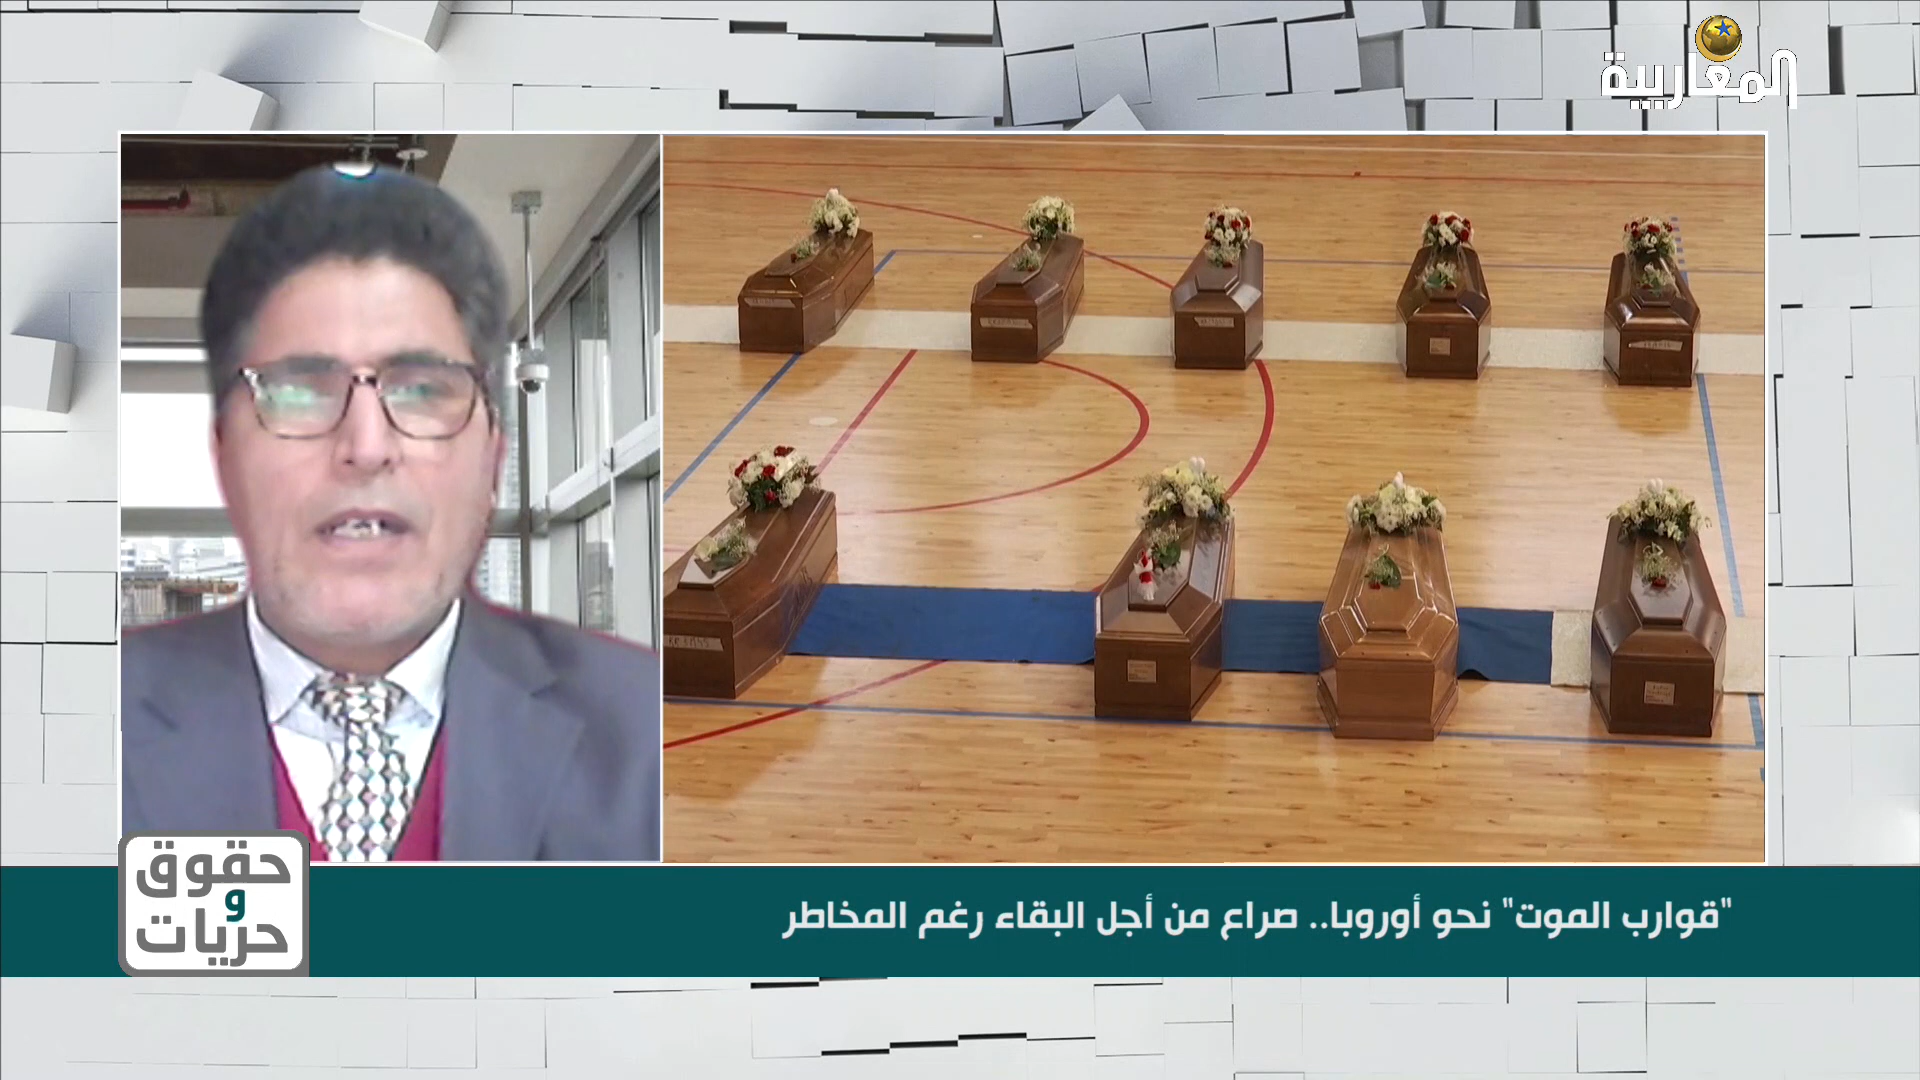 المغاربية
حقوق
و
حريات
"قوارب الموت" نحو أوروبا.. صراع من أجل البقاء رغم المخاطر